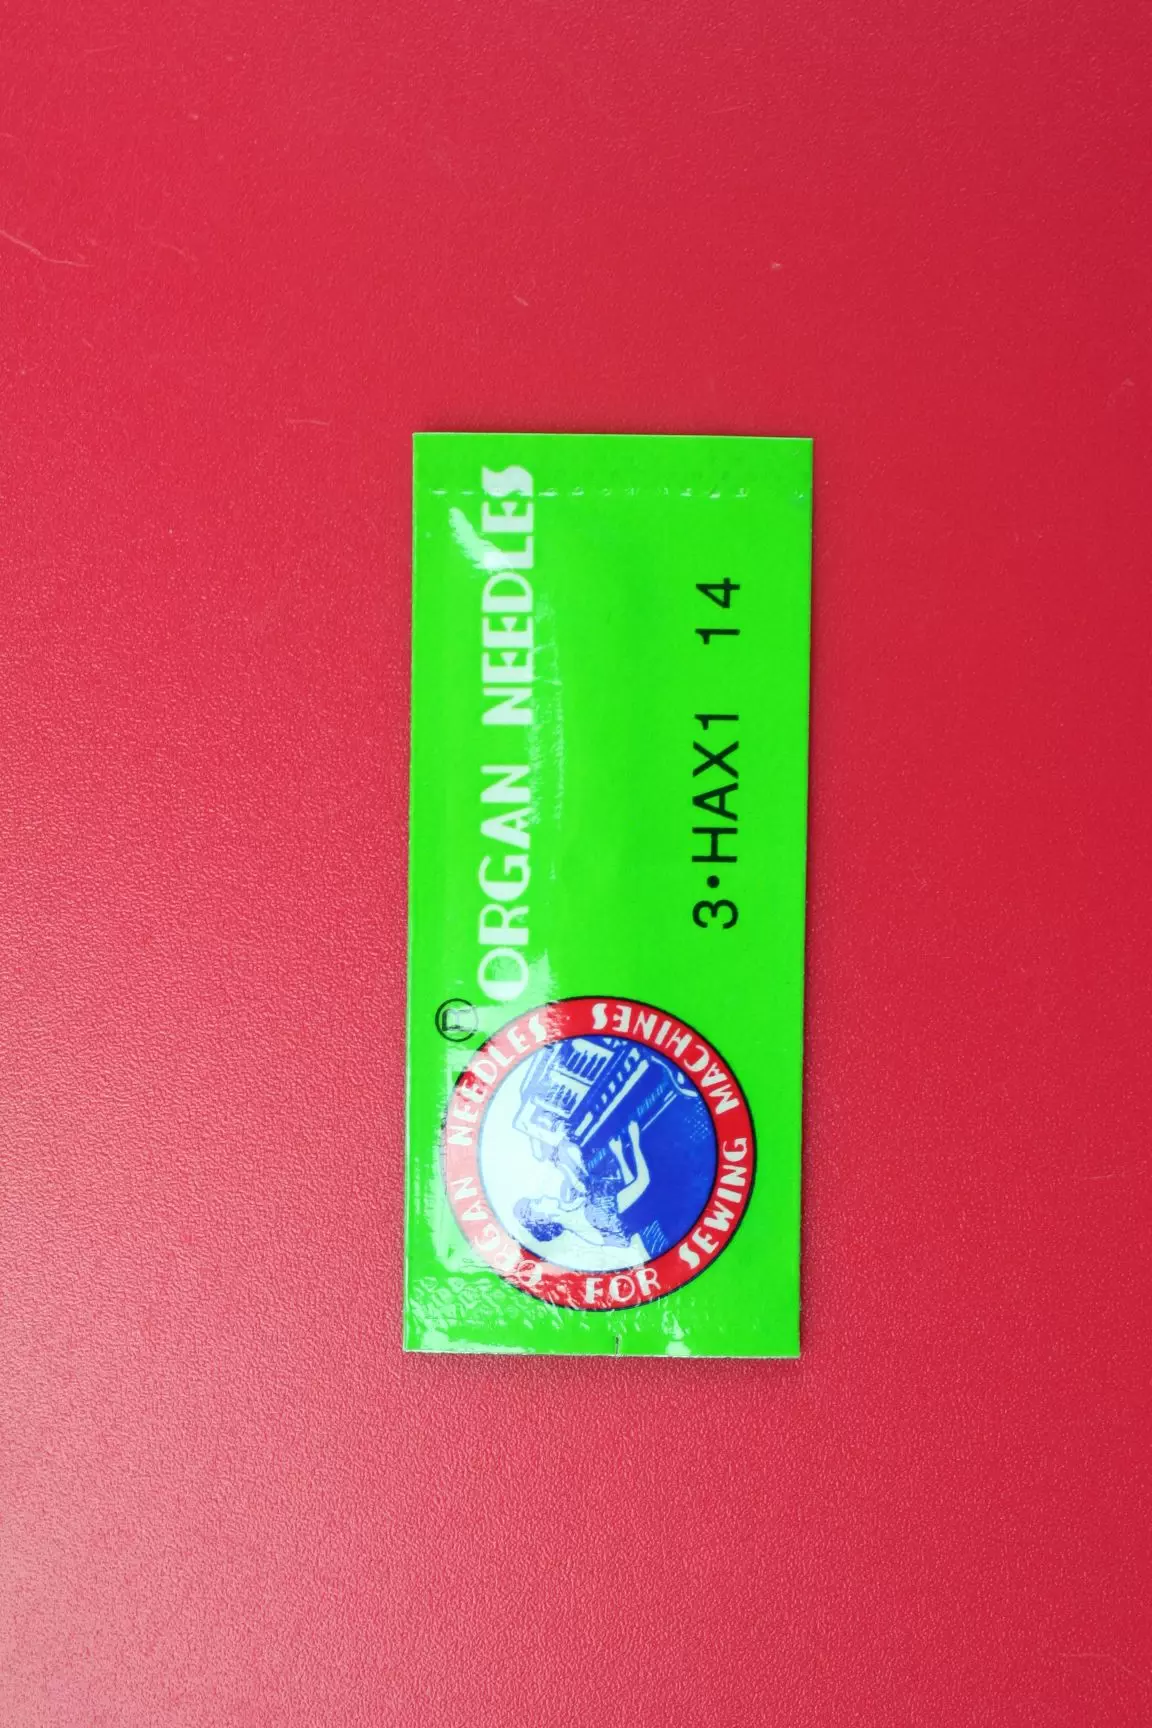 ® ORGAN NEEDLES
3•HAX1 14
ORGAN NEEDLES
FOR SEWING MACHINES